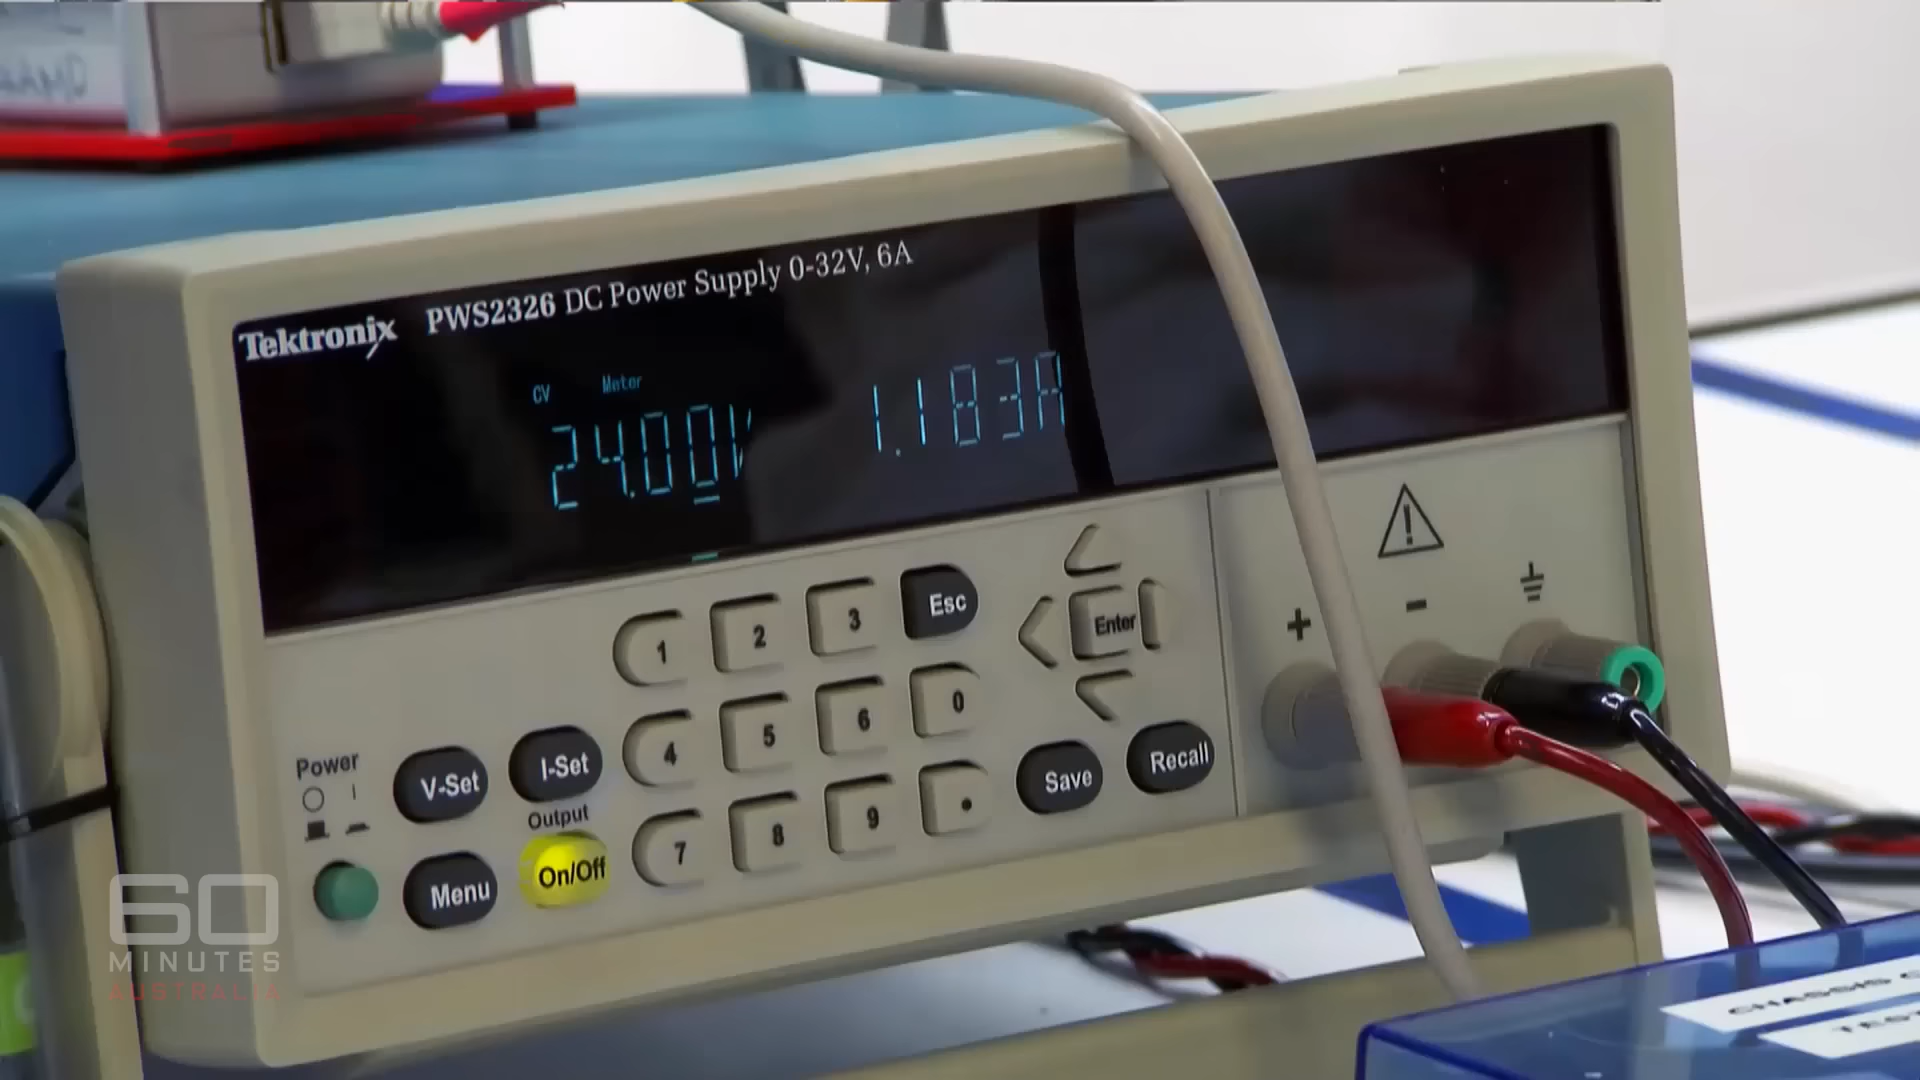 Tektronix PWS2326 DC Power Supply 0-32V, 6A
CV Meter
24.00V 1.183A
1 2 3 Esc
Enter
4 5 6 0
7 8 9 .
Save Recall
Power
V-Set I-Set
Output
Menu On/Off
+ -
60
MINUTES
AUSTRALIA
CHASSIS
TEST